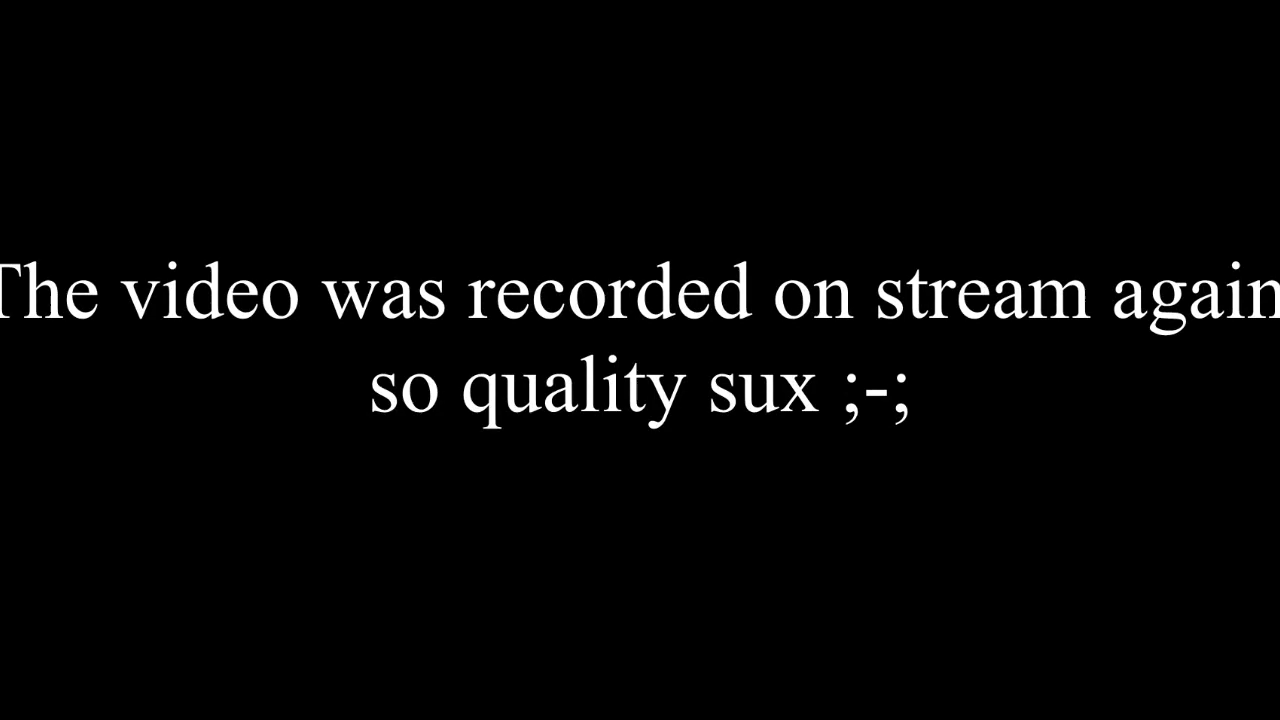 The video was recorded on stream again
so quality sux ;-;